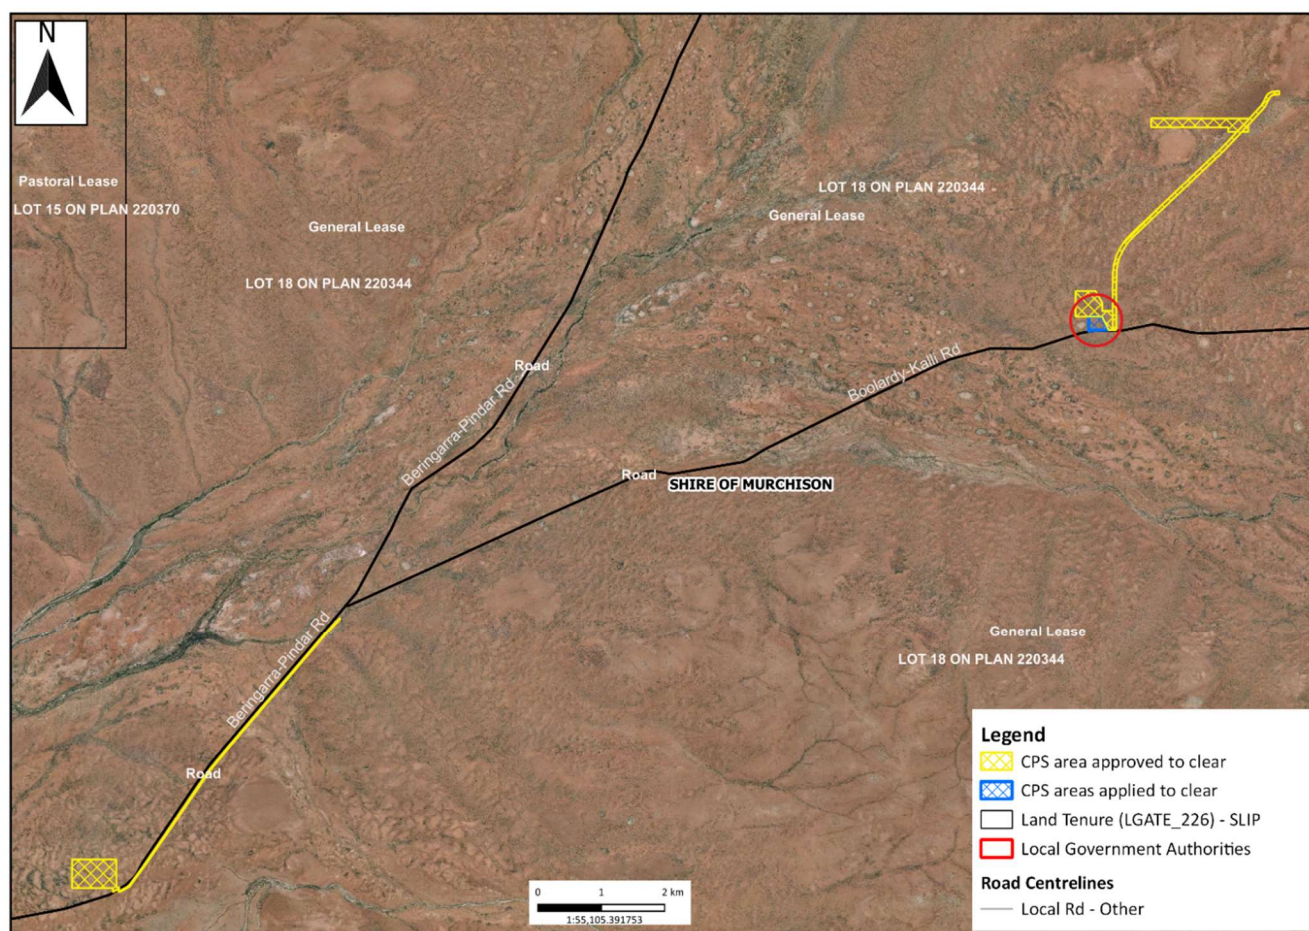 N
Pastoral Lease
LOT 15 ON PLAN 220370
General Lease
LOT 18 ON PLAN 220344
LOT 18 ON PLAN 220344
General Lease
Road
Beringarra-Pindar Rd
Boolardy-Kalli Rd
Road
SHIRE OF MURCHISON
Beringarra-Pindar Rd
Road
General Lease
LOT 18 ON PLAN 220344
Legend
CPS area approved to clear
CPS areas applied to clear
Land Tenure (LGATE_226) - SLIP
Local Government Authorities
Road Centrelines
Local Rd - Other
0 1 2 km
1:55,105.391753